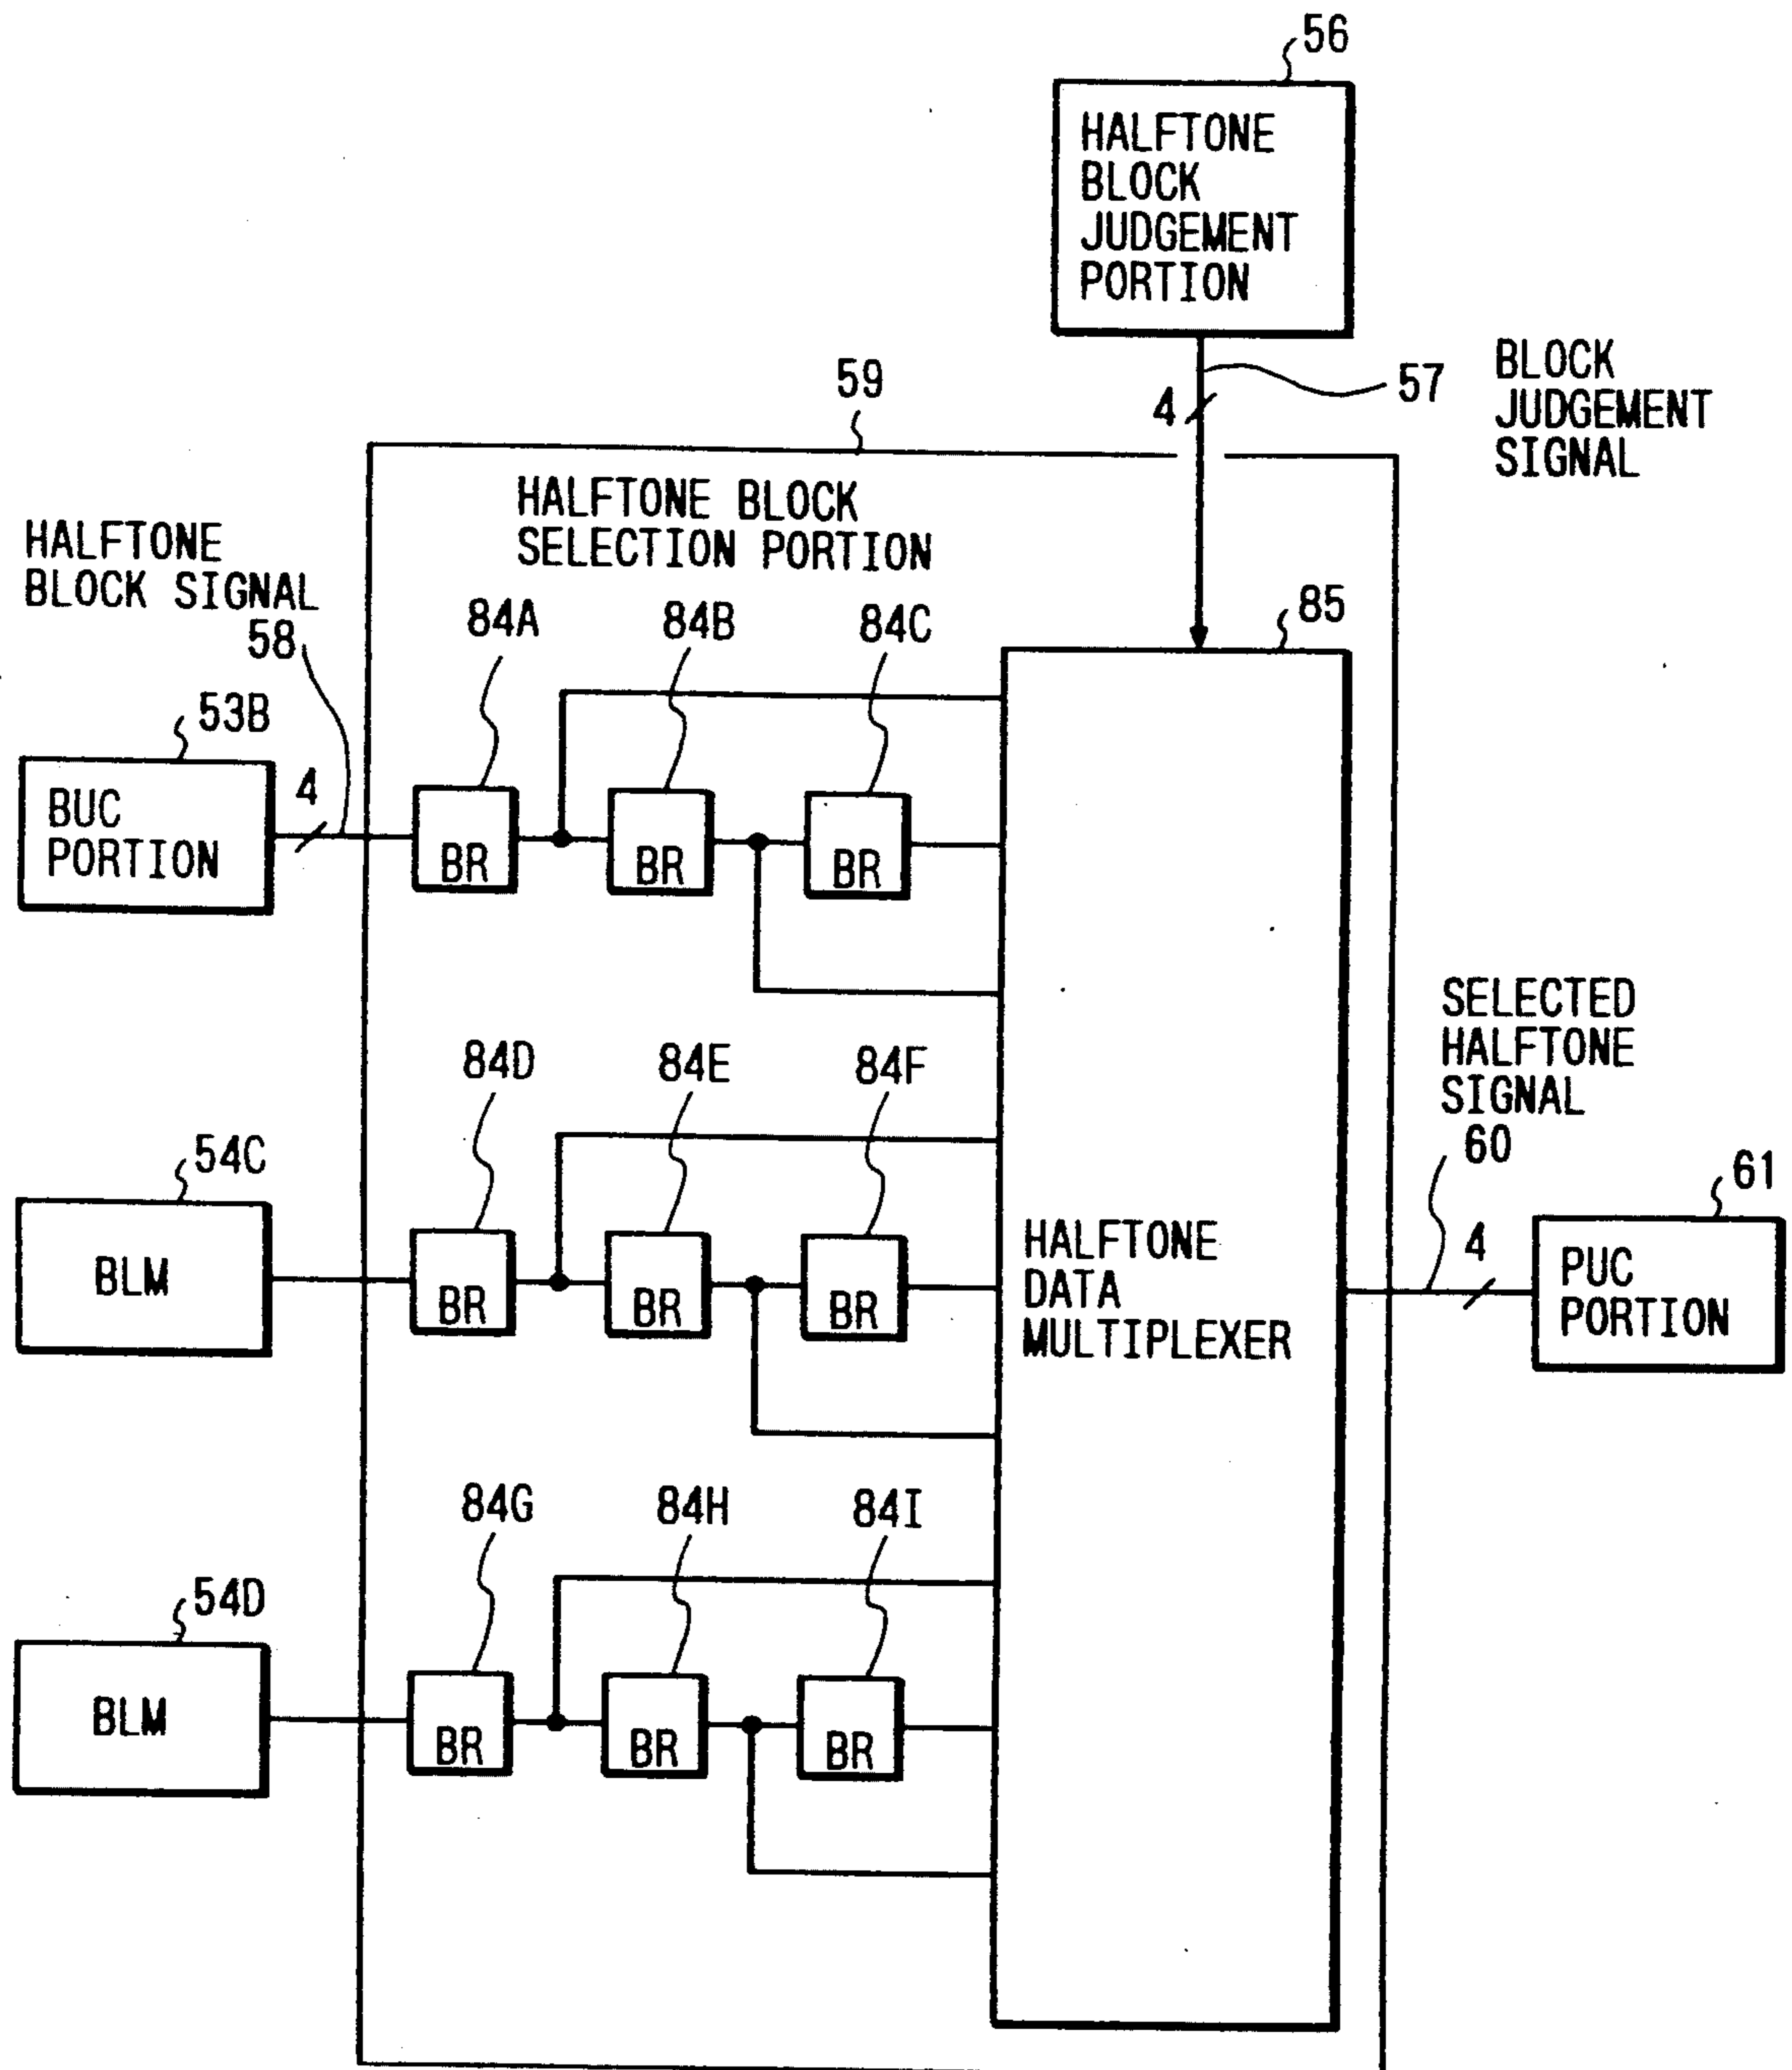 56
HALFTONE
BLOCK
JUDGEMENT
PORTION
4
57
BLOCK
JUDGEMENT
SIGNAL
59
HALFTONE BLOCK
SELECTION PORTION
HALFTONE
BLOCK SIGNAL
58
84A
84B
84C
85
53B
BUC
PORTION
4
BR
BR
BR
SELECTED
HALFTONE
SIGNAL
60
84D
84E
84F
54C
BLM
BR
BR
BR
HALFTONE
DATA
MULTIPLEXER
4
61
PUC
PORTION
84G
84H
84I
54D
BLM
BR
BR
BR